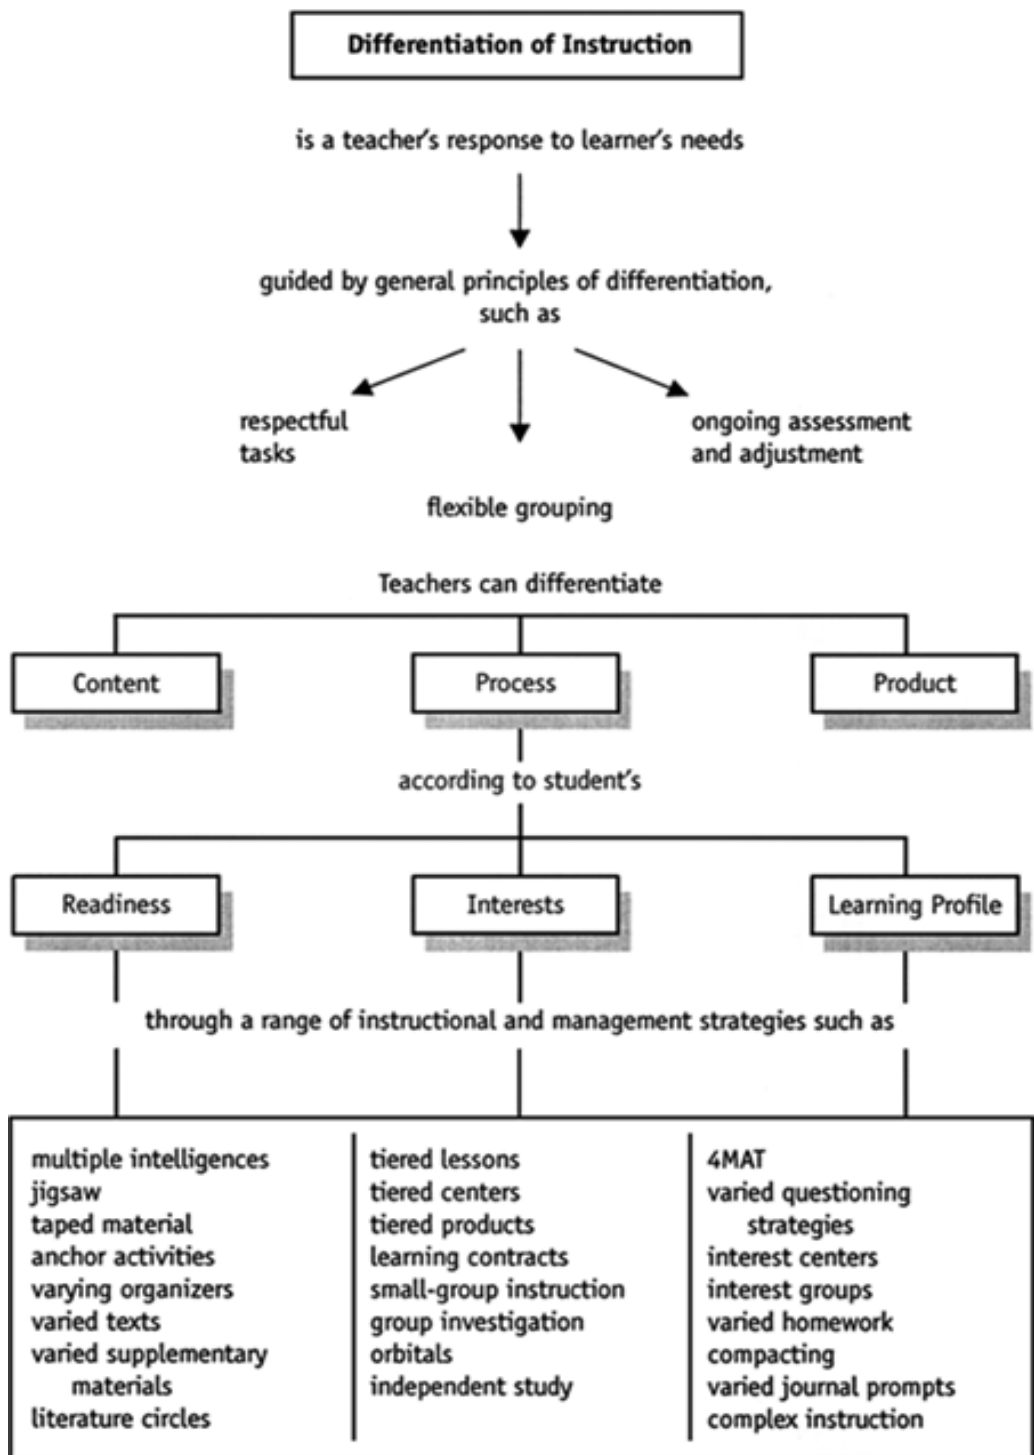 Differentiation of Instruction
is a teacher's response to learner's needs
guided by general principles of differentiation,
such as
respectful
tasks
ongoing assessment
and adjustment
flexible grouping
Teachers can differentiate
Content
Process
Product
according to student's
Readiness
Interests
Learning Profile
through a range of instructional and management strategies such as
multiple intelligences
jigsaw
taped material
anchor activities
varying organizers
varied texts
varied supplementary
materials
literature circles
tiered lessons
tiered centers
tiered products
learning contracts
small-group instruction
group investigation
orbitals
independent study
4MAT
varied questioning
strategies
interest centers
interest groups
varied homework
compacting
varied journal prompts
complex instruction